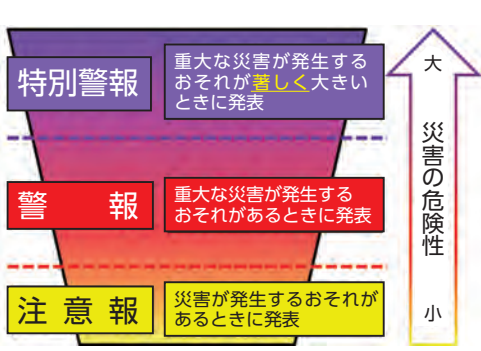 特別警報
重大な災害が発生する
おそれが著しく大きい
ときに発表
警報
重大な災害が発生する
おそれがあるときに発表
注意報
災害が発生するおそれが
あるときに発表
大
災害の危険性
小